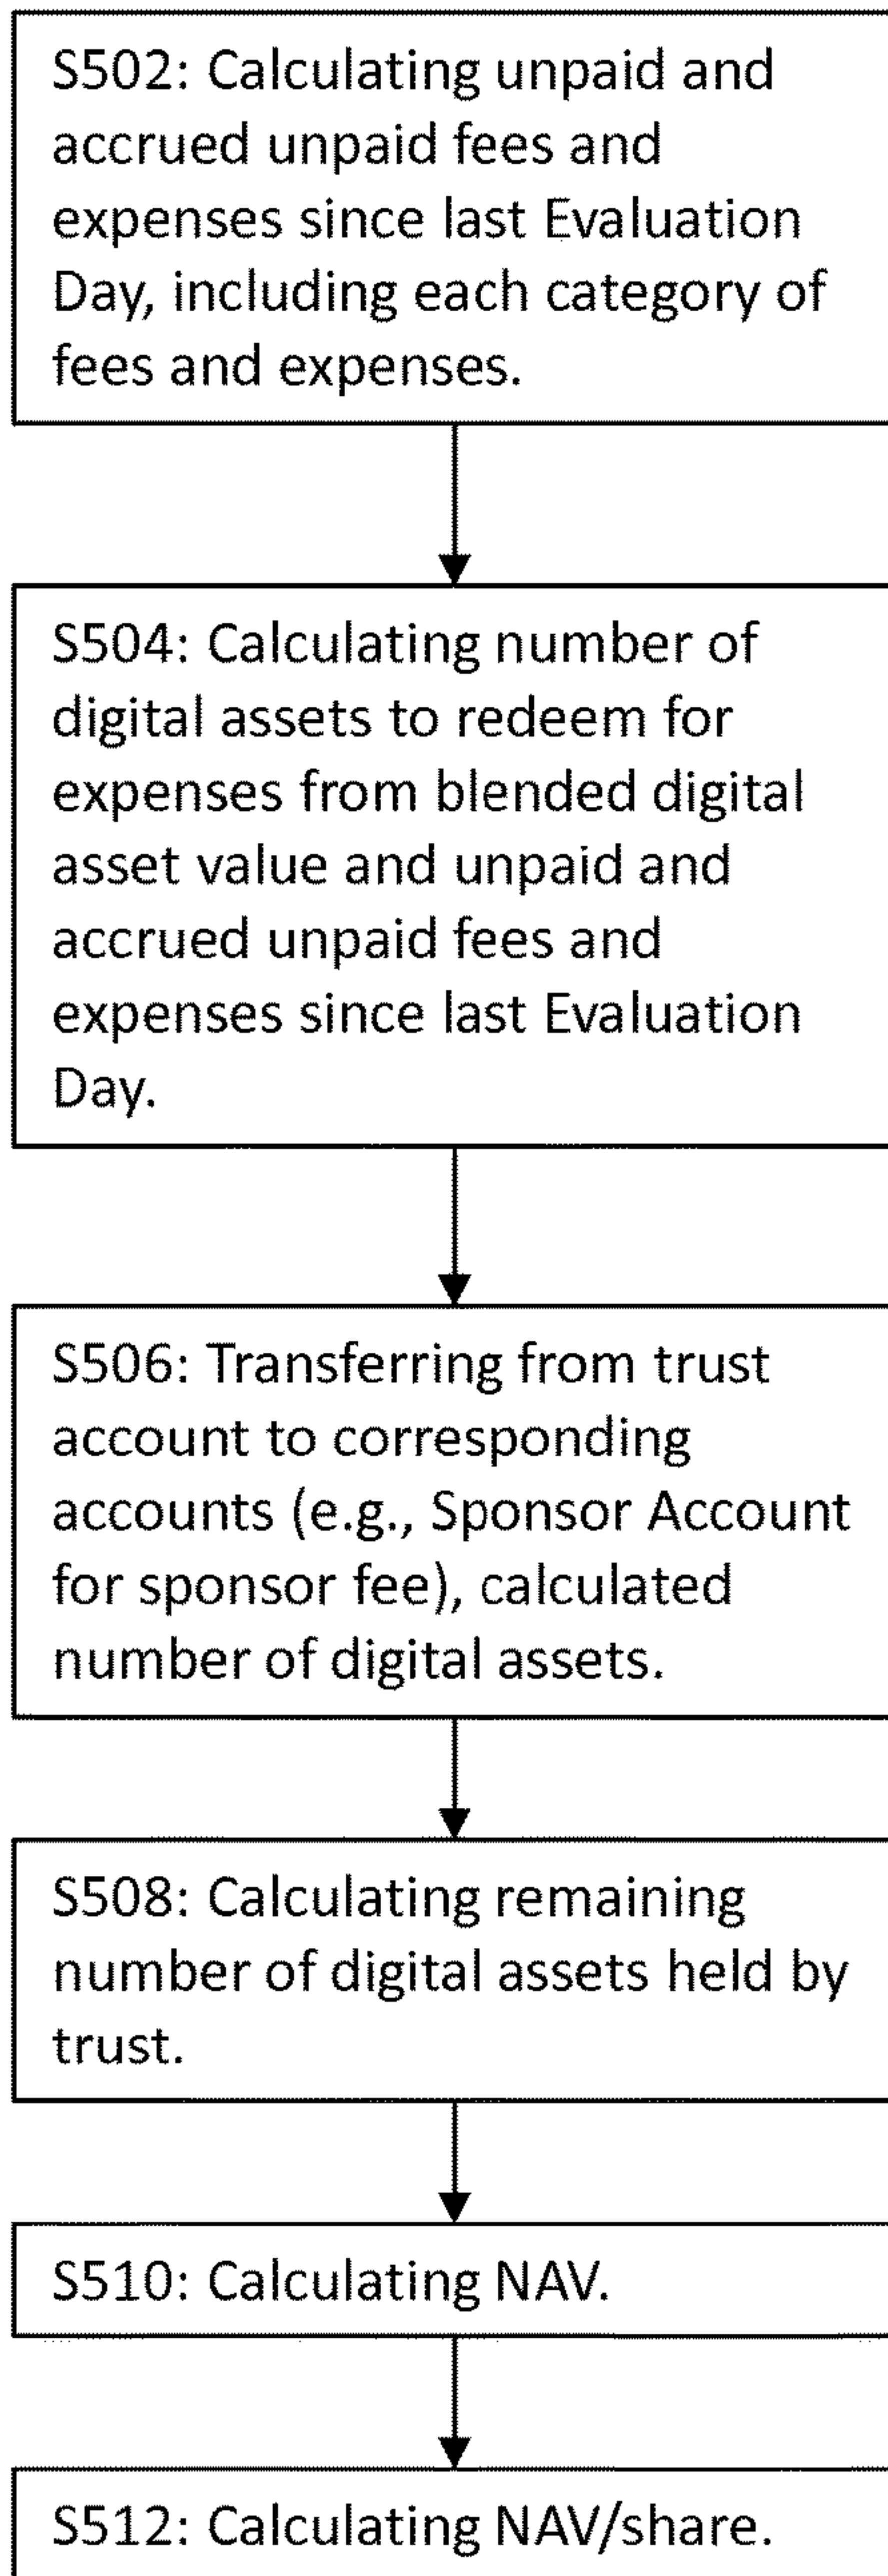 S502: Calculating unpaid and
accrued unpaid fees and
expenses since last Evaluation
Day, including each category of
fees and expenses.
S504: Calculating number of
digital assets to redeem for
expenses from blended digital
asset value and unpaid and
accrued unpaid fees and
expenses since last Evaluation
Day.
S506: Transferring from trust
account to corresponding
accounts (e.g., Sponsor Account
for sponsor fee), calculated
number of digital assets.
S508: Calculating remaining
number of digital assets held by
trust.
S510: Calculating NAV.
S512: Calculating NAV/share.